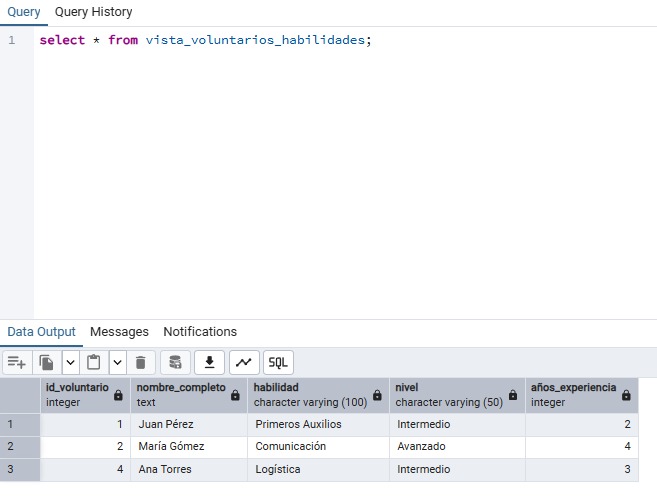 Query Query History
1 select * from vista_voluntarios_habilidades;
Data Output Messages Notifications
SQL
id_voluntario nombre_completo habilidad nivel años_experiencia
integer text character varying (100) character varying (50) integer
1 1 Juan Pérez Primeros Auxilios Intermedio 2
2 2 María Gómez Comunicación Avanzado 4
3 4 Ana Torres Logística Intermedio 3